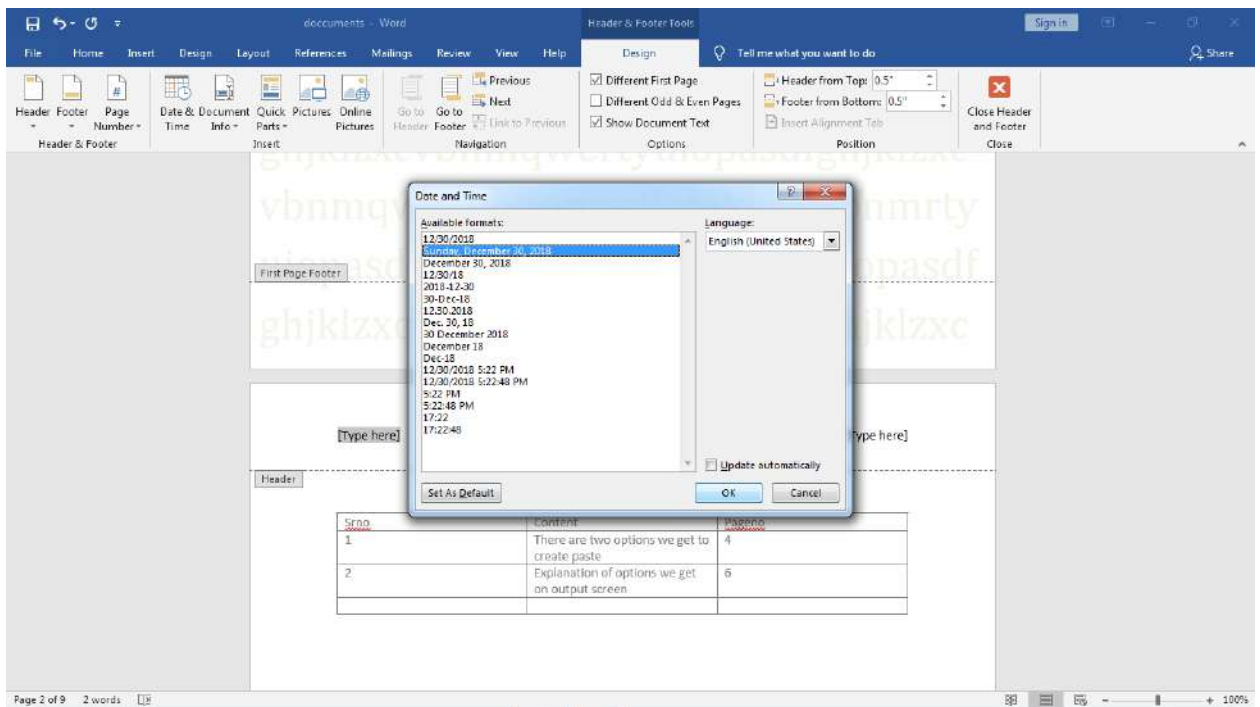 doccuments - Word
Header & Footer Tools
Sign in
File Home Insert Design Layout References Mailings Review View Help Design Tell me what you want to do Share
Header Footer Page Number
Header & Footer
Date & Time Document Info Quick Parts Pictures Online Pictures
Insert
Go to Header Go to Footer Previous Next Link to Previous
Navigation
Different First Page
Different Odd & Even Pages
Show Document Text
Options
Header from Top: 0.5"
Footer from Bottom: 0.5"
Insert Alignment Tab
Position
Close Header and Footer
Close
First Page Footer
Date and Time
Available formats:
12/30/2018
Sunday, December 30, 2018
December 30, 2018
12/30/18
2018-12-30
30-Dec-18
12.30.2018
Dec. 30, 18
30 December 2018
December 18
Dec-18
12/30/2018 5:22 PM
12/30/2018 5:22:48 PM
5:22 PM
5:22:48 PM
17:22
17:22:48
Language:
English (United States)
Update automatically
Set As Default
OK Cancel
[Type here]
ype here]
Header
Srno Content Pageno
1 There are two options we get to 4
create paste
2 Explanation of options we get 6
on output screen
Page 2 of 9 2 words
100%